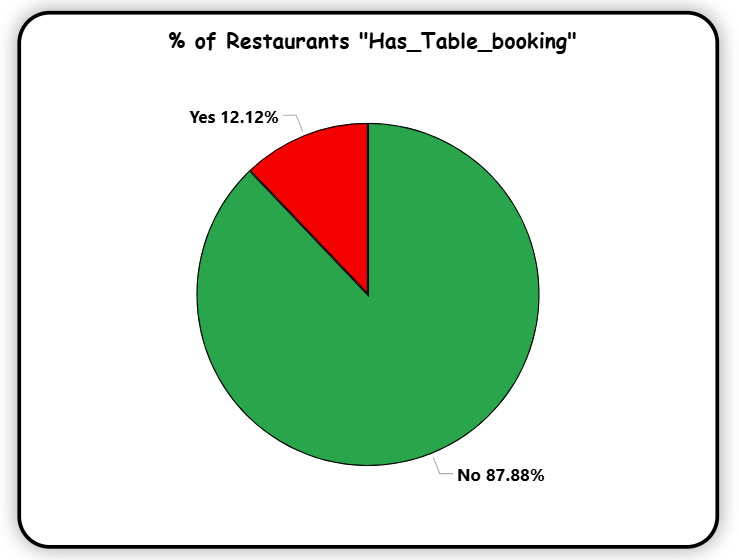 % of Restaurants "Has_Table_booking"
Yes 12.12%
No 87.88%